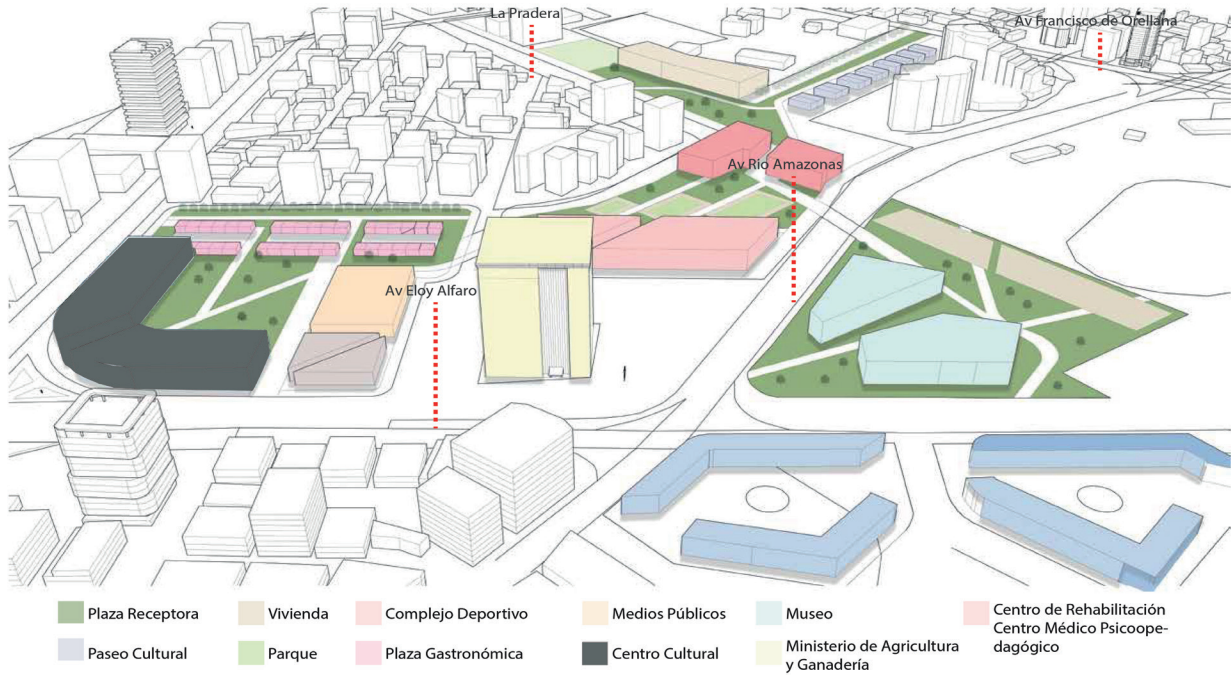 La Pradera
Av Francisco de Orellana
Av Rio Amazonas
Av Eloy Alfaro
Plaza Receptora
Vivienda
Complejo Deportivo
Medios Públicos
Museo
Centro de Rehabilitación
Centro Médico Psicoope-
dagógico
Paseo Cultural
Parque
Plaza Gastronómica
Centro Cultural
Ministerio de Agricultura
y Ganadería